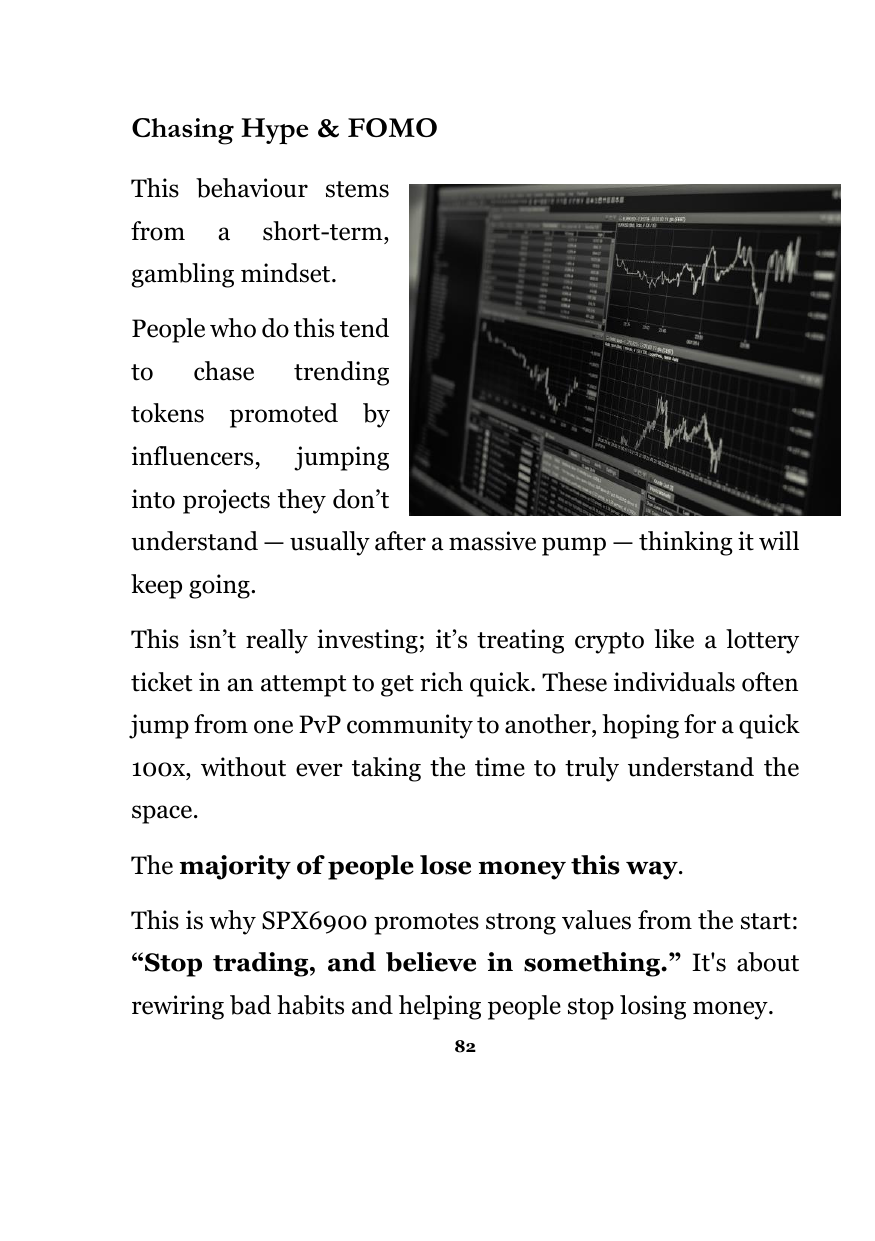 Chasing Hype & FOMO
This behaviour stems
from a short-term,
gambling mindset.
People who do this tend
to chase trending
tokens promoted by
influencers, jumping
into projects they don’t
understand — usually after a massive pump — thinking it will
keep going.
This isn’t really investing; it’s treating crypto like a lottery
ticket in an attempt to get rich quick. These individuals often
jump from one PvP community to another, hoping for a quick
100x, without ever taking the time to truly understand the
space.
The majority of people lose money this way.
This is why SPX6900 promotes strong values from the start:
“Stop trading, and believe in something.” It's about
rewiring bad habits and helping people stop losing money.
82